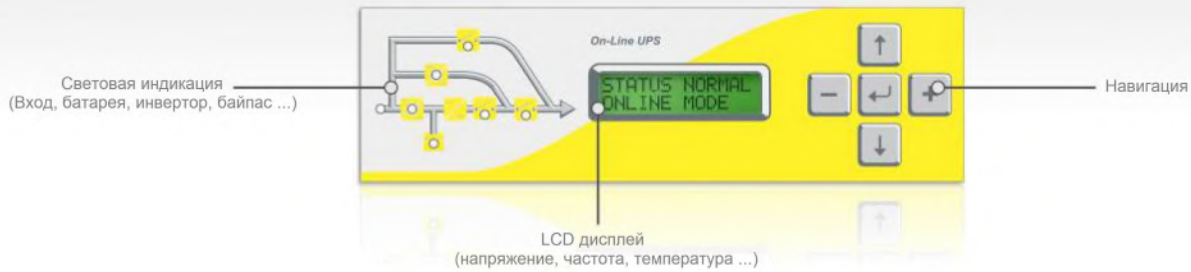 On-Line UPS
Световая индикация
(Вход, батарея, инвертор, байпас ...)
STATUS NORMAL
ONLINE MODE
Навигация
LCD дисплей
(напряжение, частота, температура ...)